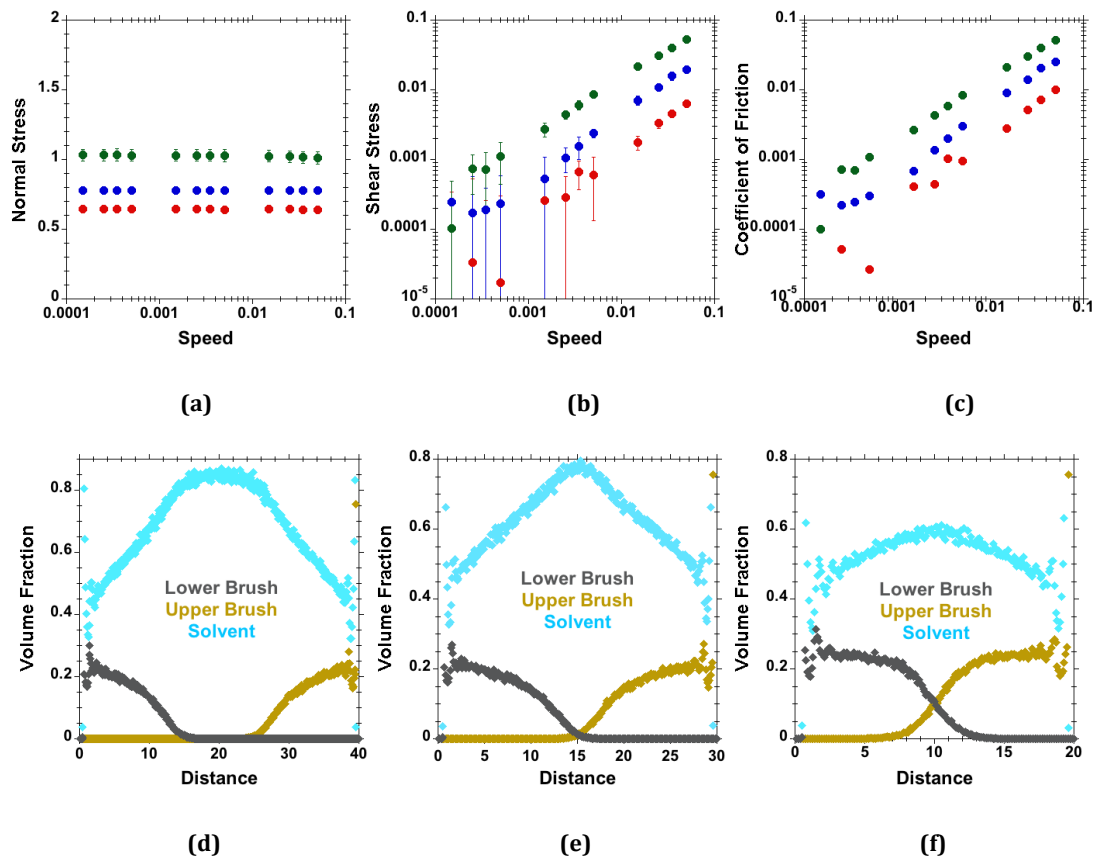 2
1.5
1
0.5
0
Normal Stress
0.0001 0.001 0.01 0.1
Speed
(a)
0.1
0.01
0.001
0.0001
10^-5
Shear Stress
0.0001 0.001 0.01 0.1
Speed
(b)
0.1
0.01
0.001
0.0001
10^-5
Coefficient of Friction
0.0001 0.001 0.01 0.1
Speed
(c)
0.8
0.6
0.4
0.2
0
Volume Fraction
Lower Brush
Upper Brush
Solvent
0 10 20 30 40
Distance
(d)
0.8
0.6
0.4
0.2
0
Volume Fraction
Lower Brush
Upper Brush
Solvent
0 5 10 15 20 25 30
Distance
(e)
0.8
0.6
0.4
0.2
0
Volume Fraction
Lower Brush
Upper Brush
Solvent
0 5 10 15 20
Distance
(f)